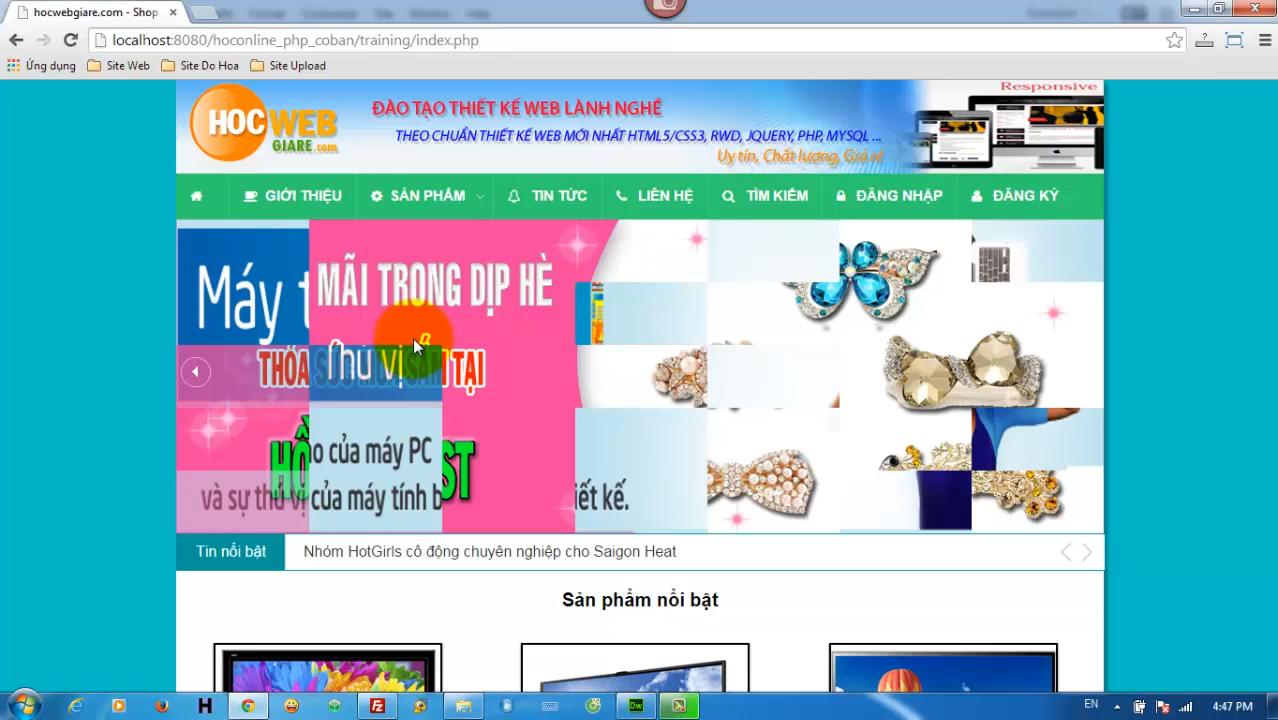 hocwebgiare.com - Shop
localhost:8080/hoconline_php_coban/training/index.php
Ứng dụng
Site Web
Site Do Hoa
Site Upload
HOCWEB
GIARE.com
ĐÀO TẠO THIẾT KẾ WEB LÀNH NGHỀ
THEO CHUẨN THIẾT KẾ WEB MỚI NHẤT HTML5/CSS3, RWD, JQUERY, PHP, MYSQL ...
Uy tín, Chất lượng, Giá rẻ
Responsive
GIỚI THIỆU
SẢN PHẨM
TIN TỨC
LIÊN HỆ
TÌM KIẾM
ĐĂNG NHẬP
ĐĂNG KÝ
Máy t
MÃI TRONG DỊP HÈ
THỎA
Thú vị
SẮM TẠI
HỒ
o của máy PC
ST
và sự thú vị của máy tính b
iết kế.
Tin nổi bật
Nhóm HotGirls cổ động chuyên nghiệp cho Saigon Heat
Sản phẩm nổi bật
EN
4:47 PM